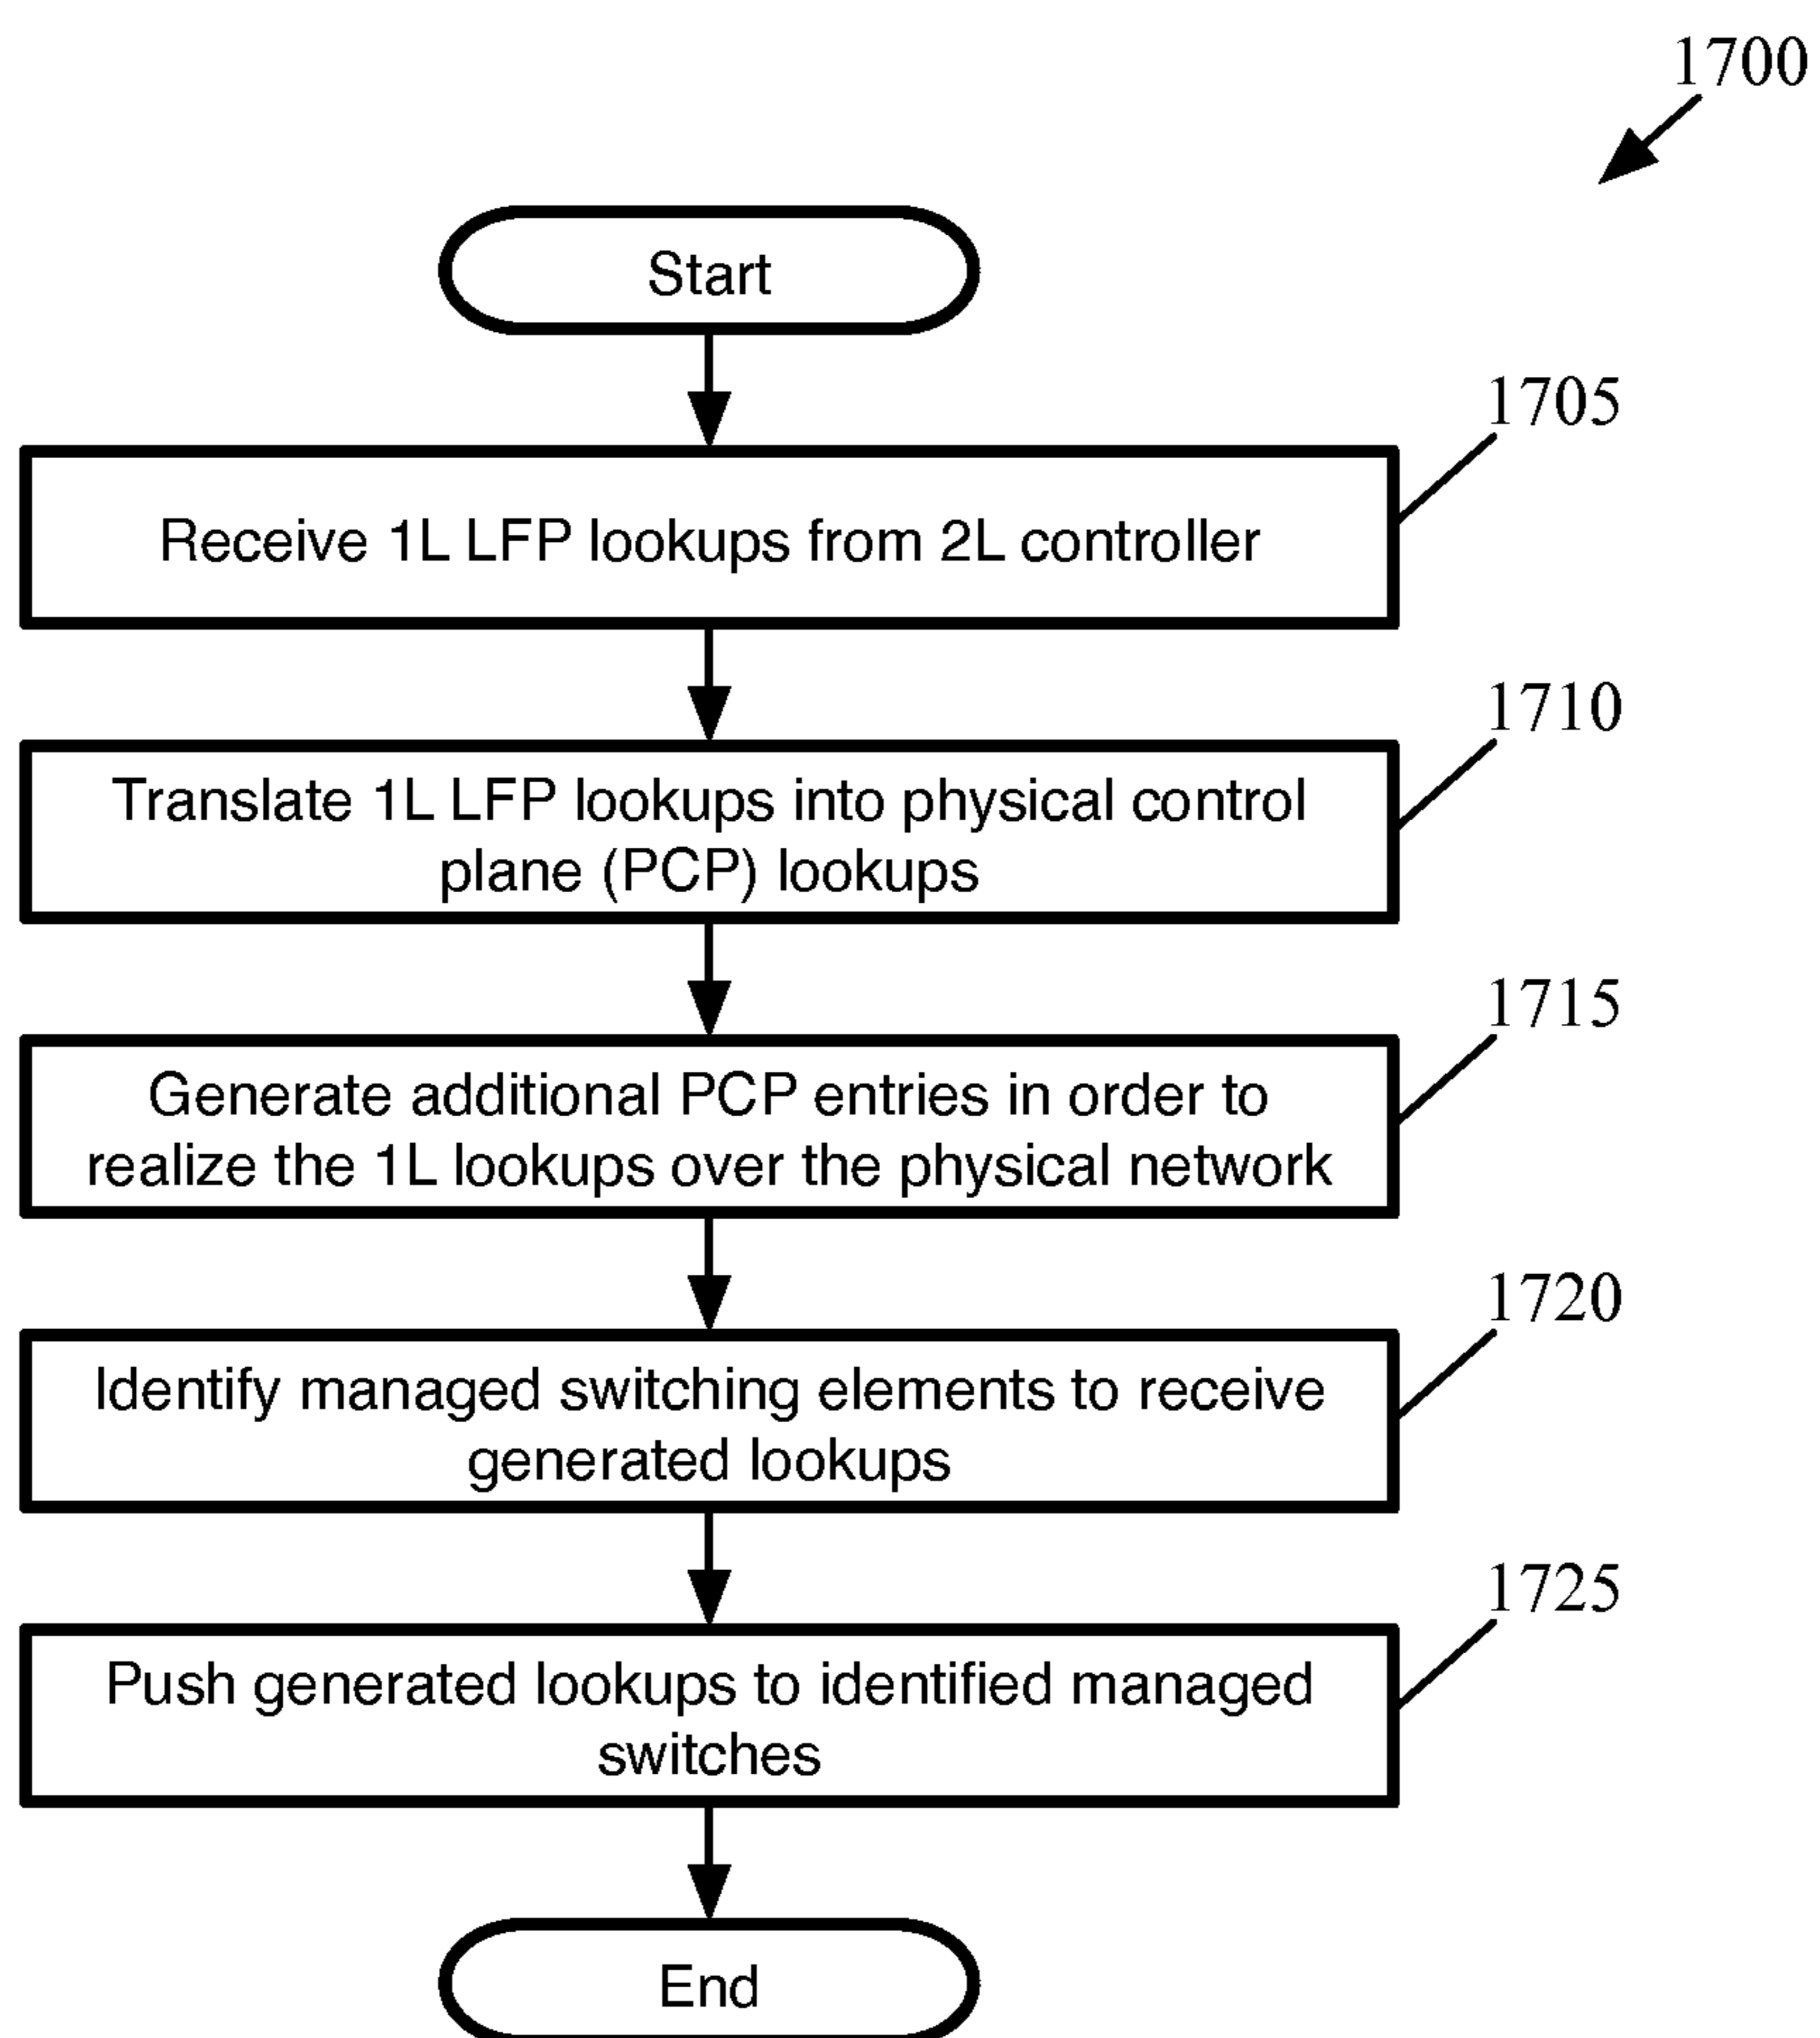 1700
Start
1705
Receive 1L LFP lookups from 2L controller
1710
Translate 1L LFP lookups into physical control
plane (PCP) lookups
1715
Generate additional PCP entries in order to
realize the 1L lookups over the physical network
1720
Identify managed switching elements to receive
generated lookups
1725
Push generated lookups to identified managed
switches
End